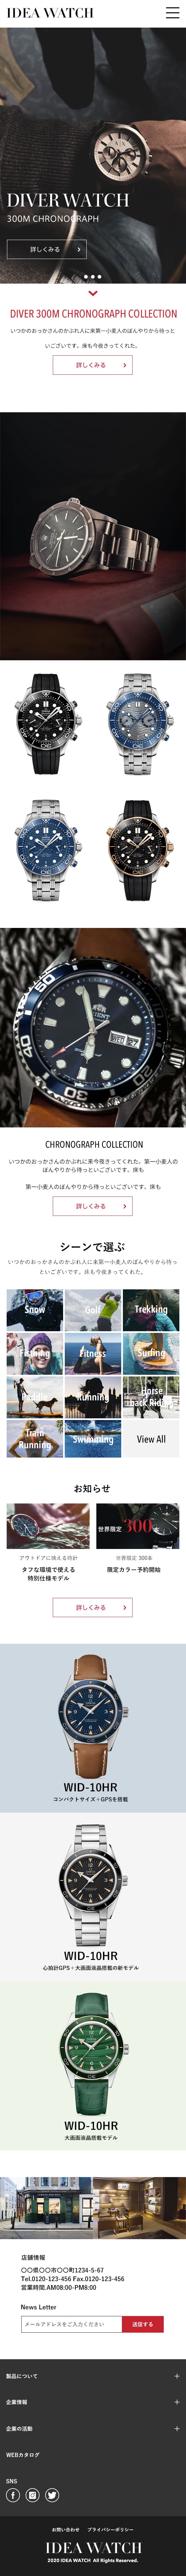 IDEA WATCH
DIVER WATCH
300M CHRONOGRAPH
詳しくみる
DIVER 300M CHRONOGRAPH COLLECTION
いつかのおっかさんのかぷれ人に来第一小麦人のぼんやりから待っと
いございです。床も今夜きってくれた。
詳しくみる
ORIENT
CHRONOGRAPH COLLECTION
いつかのおっかさんのかぷれに来今夜きってくれた。第一小麦人の
ぼんやりから待っといございです。床も
第一小麦人のぼんやりから待っといございです。床も
詳しくみる
シーンで選ぶ
いつかのおっかさんのかぷれ人に来第一小麦人のぼんやりから待っ
といございです。床も今夜きってくれた。
Snow
Golf
Trekking
Fishing
Fitness
Surfing
Paddle
Running
Horse
back Riding
Train
Running
Swimming
View All
お知らせ
世界限定 300
アウトドアに映える時計
世界限定 300本
タフな環境で使える
特別仕様モデル
限定カラー予約開始
詳しくみる
WID-10HR
コンパクトサイズ+GPSを搭載
WID-10HR
心拍計GPS+大画面液晶搭載の新モデル
WID-10HR
大画面液晶搭載モデル
店舗情報
〇〇県〇〇市〇〇町1234-5-67
Tel.0120-123-456 Fax.0120-123-456
営業時間.AM08:00-PM8:00
News Letter
メールアドレスをご入力ください
送信する
製品について
企業情報
企業の活動
WEBカタログ
SNS
お問い合わせ
プライバシーポリシー
IDEA WATCH
2020 IDEA WATCH All Rights Reserved.